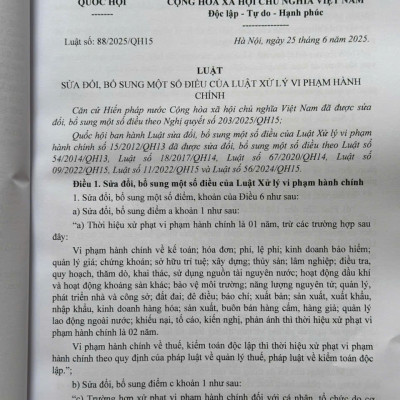 QUỐC HỘI
-------
CỘNG HÒA XÃ HỘI CHỦ NGHĨA VIỆT NAM
Độc lập - Tự do - Hạnh phúc
---------------
Luật số: 88/2025/QH15
Hà Nội, ngày 25 tháng 6 năm 2025.
LUẬT
SỬA ĐỔI, BỔ SUNG MỘT SỐ ĐIỀU CỦA LUẬT XỬ LÝ VI PHẠM HÀNH
CHÍNH
Căn cứ Hiến pháp nước Cộng hòa xã hội chủ nghĩa Việt Nam đã được sửa
đổi, bổ sung một số điều theo Nghị quyết số 203/2025/QH15;
Quốc hội ban hành Luật sửa đổi, bổ sung một số điều của Luật Xử lý vi phạm
hành chính số 15/2012/QH13 đã được sửa đổi, bổ sung một số điều theo Luật số
54/2014/QH13, Luật số 18/2017/QH14, Luật số 67/2020/QH14, Luật số
09/2022/QH15, Luật số 11/2022/QH15 và Luật số 56/2024/QH15.
Điều 1. Sửa đổi, bổ sung một số điều của Luật Xử lý vi phạm hành chính
1. Sửa đổi, bổ sung một số điểm, khoản của Điều 6 như sau:
a) Sửa đổi, bổ sung điểm a khoản 1 như sau:
“a) Thời hiệu xử phạt vi phạm hành chính là 01 năm, trừ các trường hợp sau
đây:
Vi phạm hành chính về kế toán; hóa đơn; phí, lệ phí; kinh doanh bảo hiểm;
quản lý giá; chứng khoán; sở hữu trí tuệ; xây dựng; thủy sản; lâm nghiệp; điều tra,
quy hoạch, thăm dò, khai thác, sử dụng nguồn tài nguyên nước; hoạt động dầu khí
và hoạt động khoáng sản khác; bảo vệ môi trường; năng lượng nguyên tử; quản lý,
phát triển nhà và công sở; đất đai; đê điều; báo chí; xuất bản; sản xuất, xuất khẩu,
nhập khẩu, kinh doanh hàng hóa; sản xuất, buôn bán hàng cấm, hàng giả; quản lý
lao động ngoài nước; khiếu nại, tố cáo, kiến nghị, phản ánh thì thời hiệu xử phạt vi
phạm hành chính là 02 năm.
Vi phạm hành chính về thuế, kiểm toán độc lập thì thời hiệu xử phạt vi phạm
hành chính theo quy định của pháp luật về quản lý thuế, pháp luật về kiểm toán độc
lập.”;
b) Sửa đổi, bổ sung điểm c khoản 1 như sau:
“c) Trường hợp xử phạt vi phạm hành chính đối với cá nhân, tổ chức do cơ